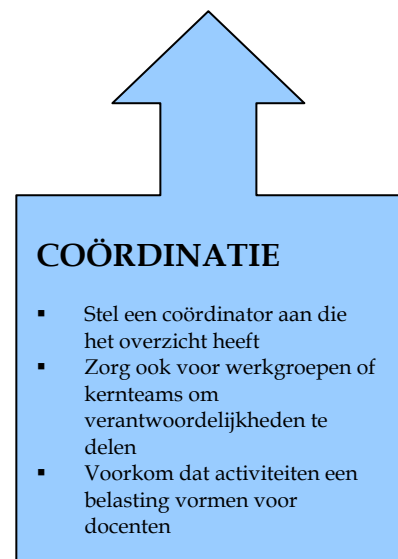 COÖRDINATIE
▪ Stel een coördinator aan die
het overzicht heeft
▪ Zorg ook voor werkgroepen of
kernteams om
verantwoordelijkheden te
delen
▪ Voorkom dat activiteiten een
belasting vormen voor
docenten